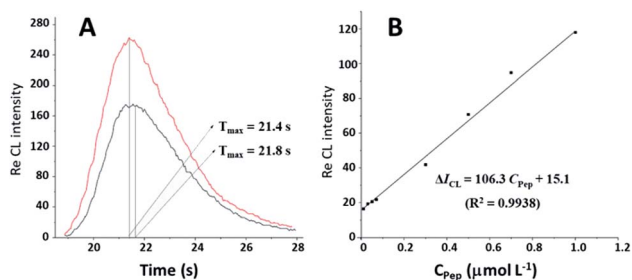 A
Re CL intensity
280
240
200
160
120
80
40
0
20
22
24
26
28
Time (s)
Tmax = 21.4 s
Tmax = 21.8 s
B
Re CL intensity
120
100
80
60
40
20
0
0.0
0.2
0.4
0.6
0.8
1.0
CPep (μmol L-1)
ΔICL = 106.3 CPep + 15.1
(R2 = 0.9938)